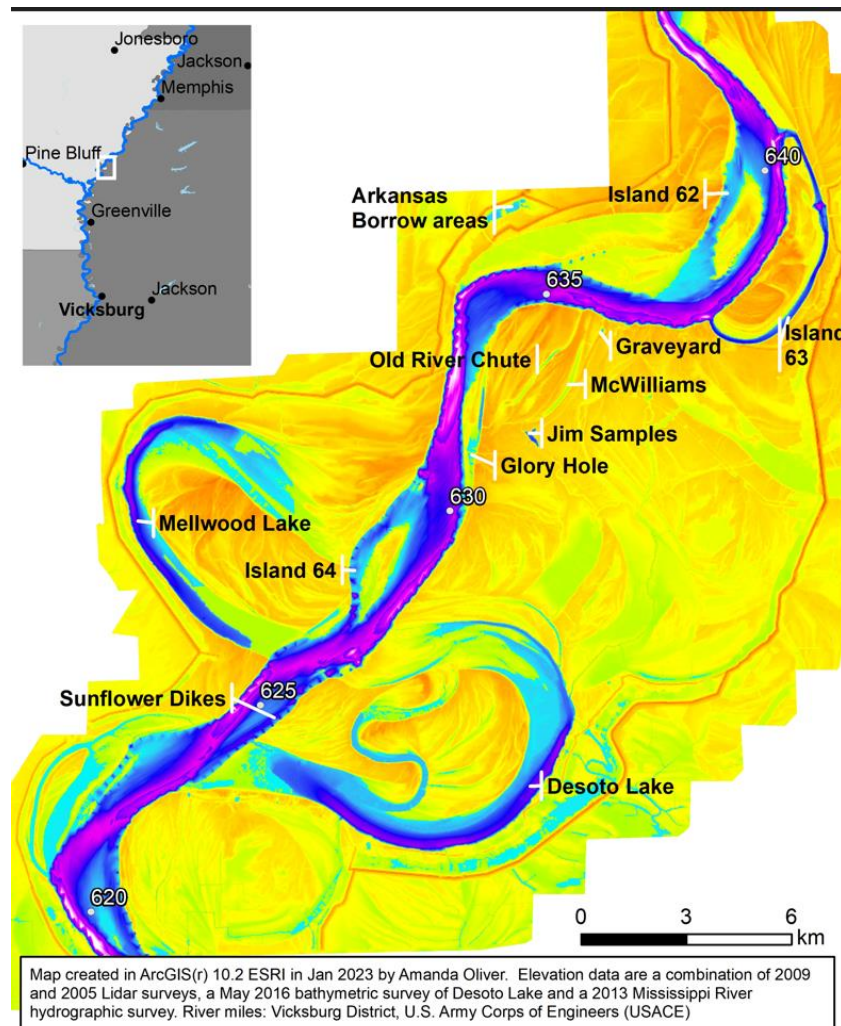 Jonesboro
Jackson
Memphis
Pine Bluff
Greenville
Vicksburg
Jackson
640
Island 62
Arkansas
Borrow areas
635
Island
63
Graveyard
Old River Chute
McWilliams
Jim Samples
Glory Hole
630
Mellwood Lake
Island 64
Sunflower Dikes
625
Desoto Lake
620
0 3 6
km
Map created in ArcGIS(r) 10.2 ESRI in Jan 2023 by Amanda Oliver. Elevation data are a combination of 2009
and 2005 Lidar surveys, a May 2016 bathymetric survey of Desoto Lake and a 2013 Mississippi River
hydrographic survey. River miles: Vicksburg District, U.S. Army Corps of Engineers (USACE)